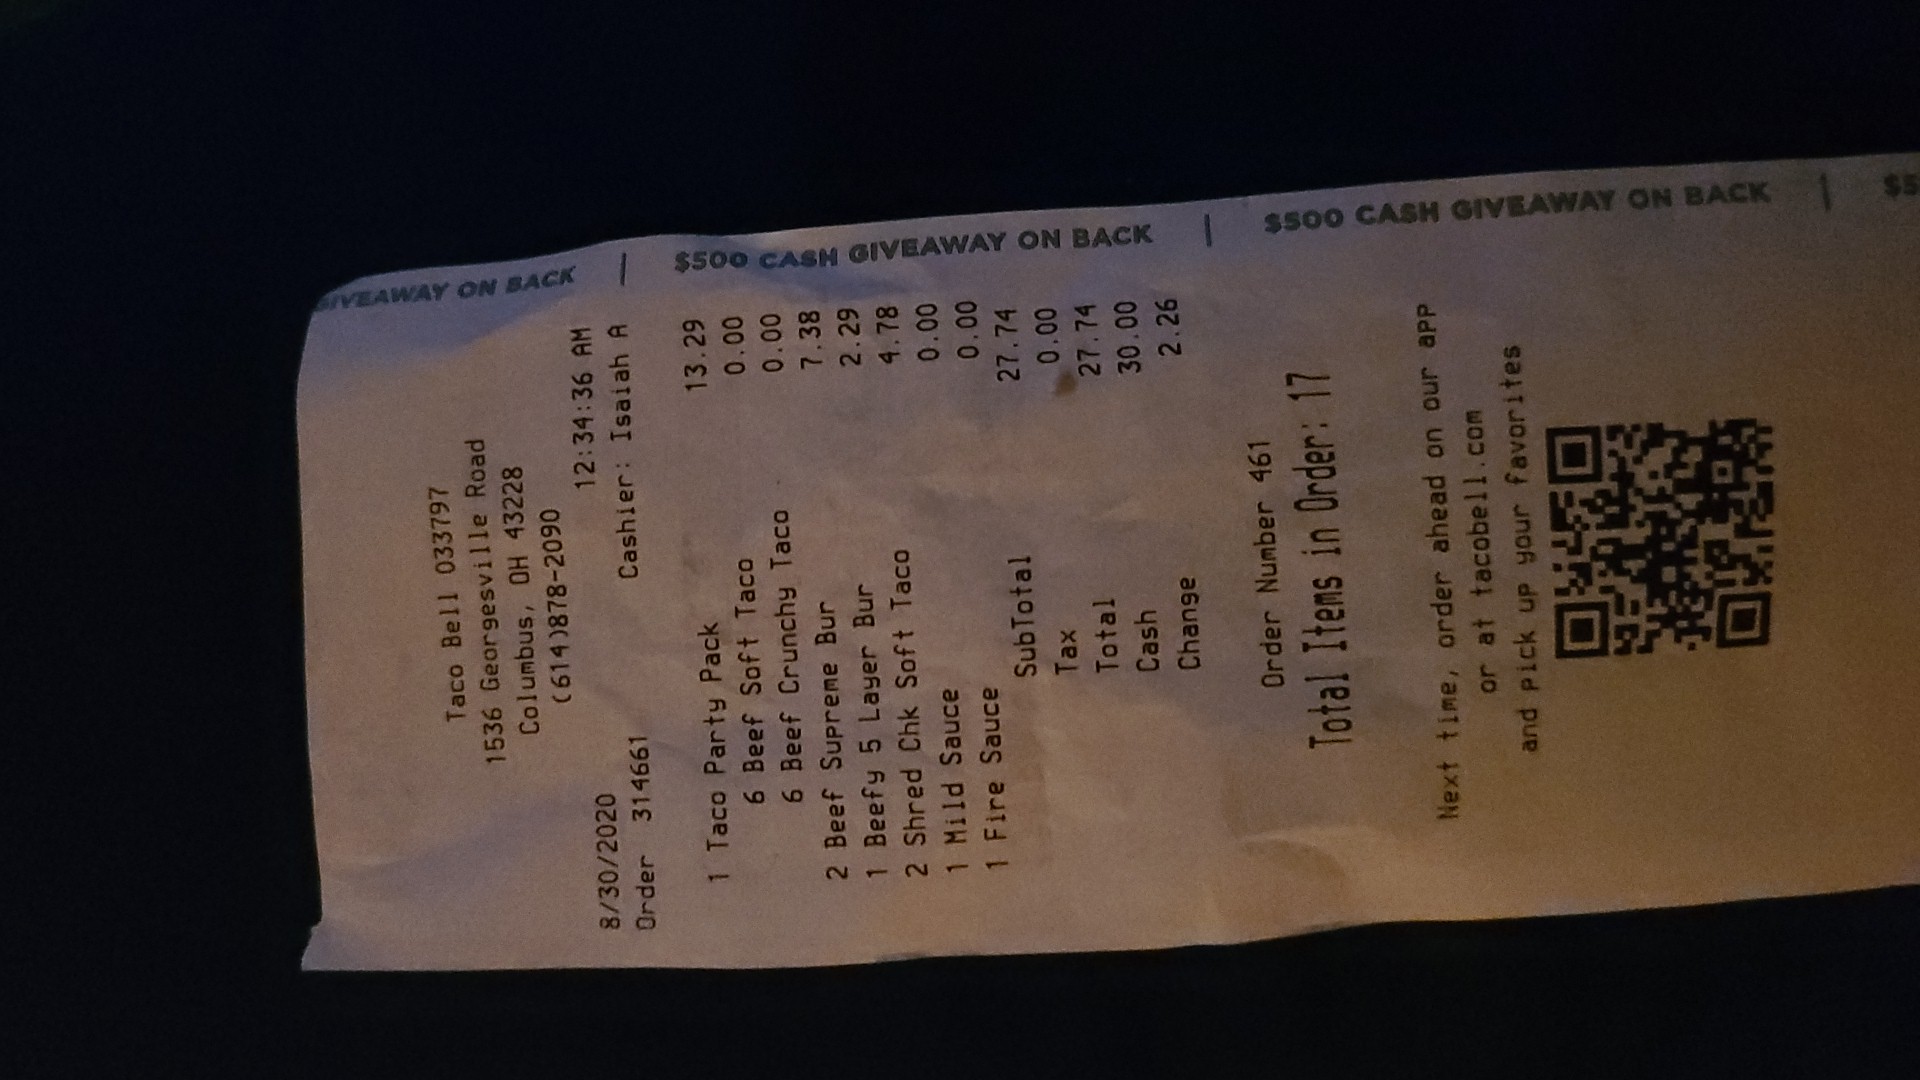 Taco Bell 033797
1536 Georgesville Road
Columbus, OH 43228
(614)878-2090
8/30/2020 12:34:36 AM
Order 314661 Cashier: Isaiah A
1 Taco Party Pack 13.29
6 Beef Soft Taco 0.00
6 Beef Crunchy Taco 0.00
2 Beef Supreme Bur 7.38
1 Beefy 5 Layer Bur 2.29
2 Shred Chk Soft Taco 4.78
1 Mild Sauce 0.00
1 Fire Sauce 0.00
SubTotal 27.74
Tax 0.00
Total 27.74
Cash 30.00
Change 2.26
Order Number 461
Total Items in Order: 17
Next time, order ahead on our app
or at tacobell.com
and pick up your favorites
GIVEAWAY ON BACK | $500 CASH GIVEAWAY ON BACK | $500 CASH GIVEAWAY ON BACK | $5